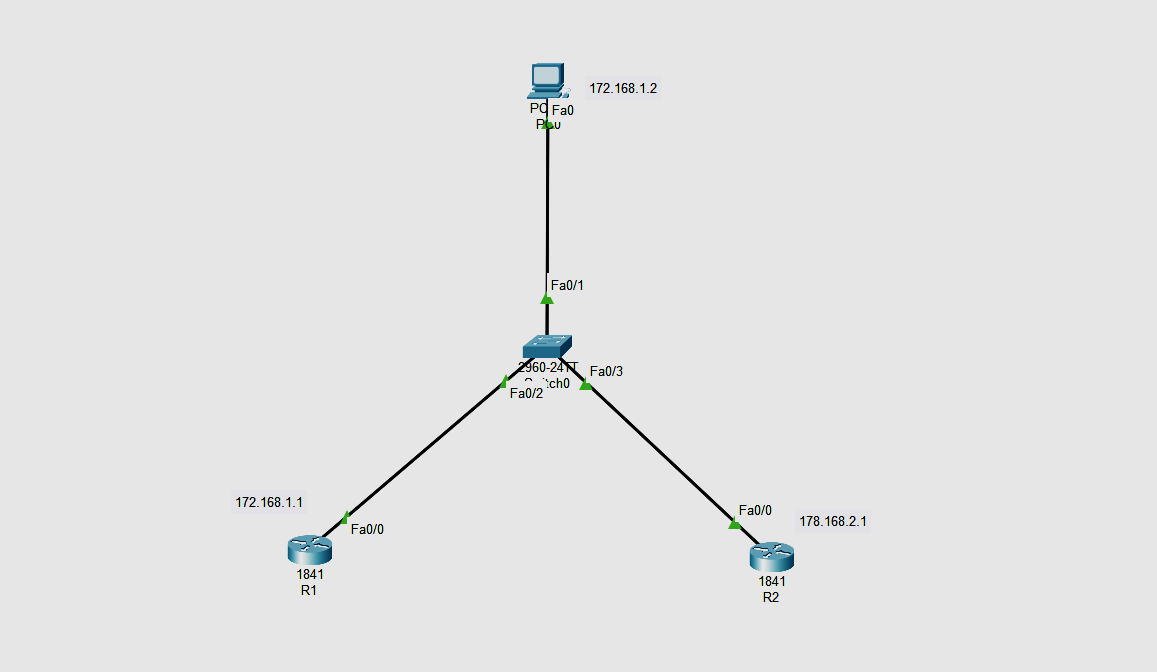 172.168.1.2
Fa0
Fa0/1
2960-24TT
Fa0/3
Fa0/2
172.168.1.1
Fa0/0
1841
R1
Fa0/0
178.168.2.1
1841
R2